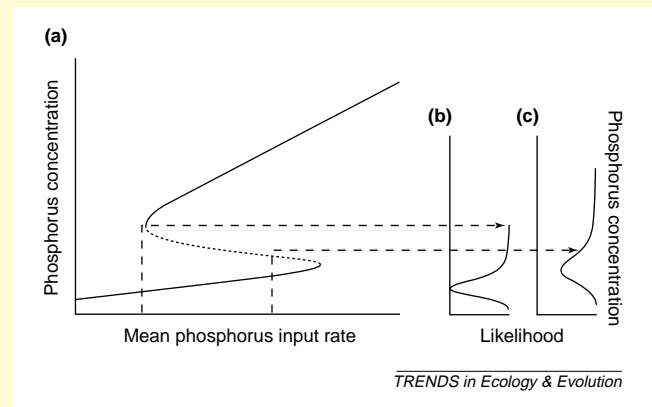 (a)
Phosphorus concentration
Mean phosphorus input rate
(b)
(c)
Phosphorus concentration
Likelihood
TRENDS in Ecology & Evolution